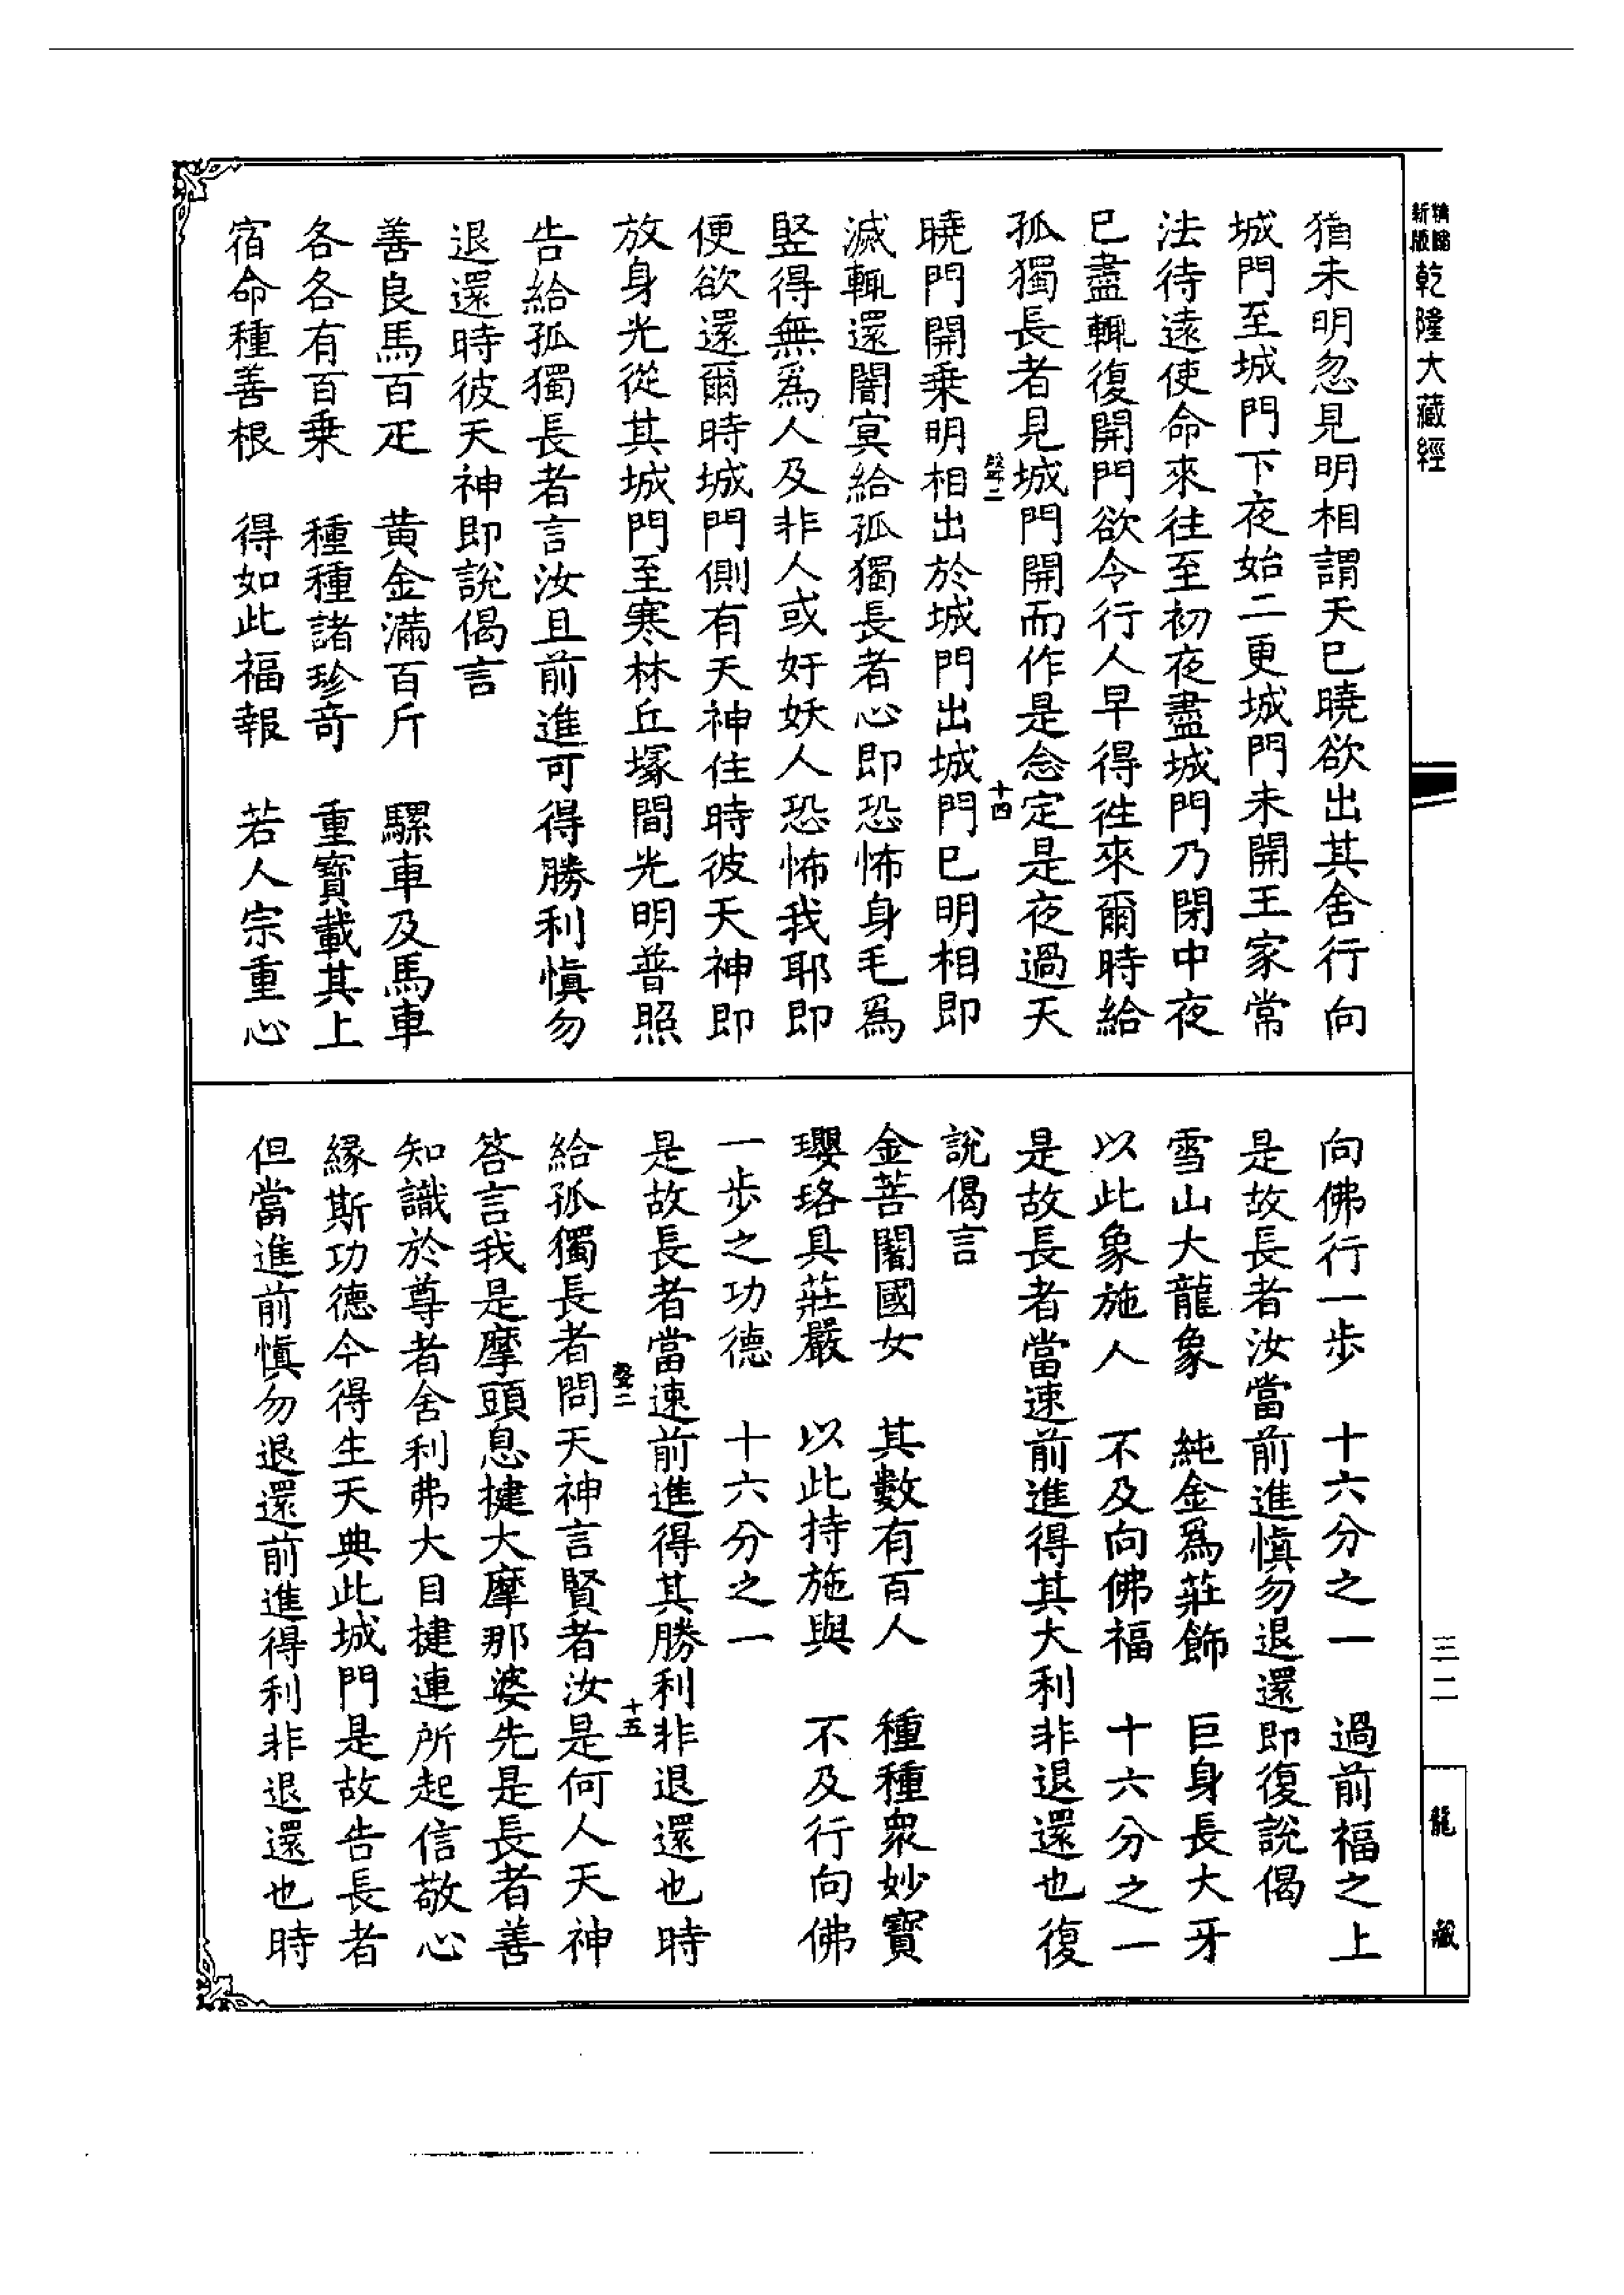 新版
精縮
乾隆大藏經
猶未明忽見明相謂天已曉欲出其舍行向
城門至城門下夜始二更城門未開王家常
法待遠使命來往至初夜盡城門乃閉中夜
已盡輒復開門欲令行人早得往來爾時給
孤獨長者見城門開而作是念定是夜過天
聲二
十四
曉門開乗明相出於城門出城門已明相即
滅輒還闇冥給孤獨長者心即恐怖身毛爲
竪得無爲人及非人或奸妖人恐怖我耶即
便欲還爾時城門側有天神住時彼天神即
放身光從其城門至寒林丘塚間光明普照
告給孤獨長者言汝且前進可得勝利慎勿
退還時彼天神即說偈言
善良馬百疋　黄金滿百斤　騾車及馬車
各各有百乗　種種諸珍奇　重寶載其上
宿命種善根　得如此福報　若人宗重心
向佛行一步　十六分之一　過前福之上
是故長者汝當前進慎勿退還即復說偈
雪山大龍象　純金爲莊飾　巨身長大牙
以此象施人　不及向佛福　十六分之一
是故長者當速前進得其大利非退還也復
說偈言
金菩闍國女　其數有百人　種種衆妙寶
瓔珞具莊嚴　以此持施與　不及行向佛
一步之功德　十六分之一
是故長者當速前進得其勝利非退還也時
聲二
十五
給孤獨長者問天神言賢者汝是何人天神
答言我是摩頭息揵大摩那婆先是長者善
知識於尊者舍利弗大目揵連所起信敬心
緣斯功德今得生天典此城門是故告長者
但當進前慎勿退還前進得利非退還也時
三二
龍藏